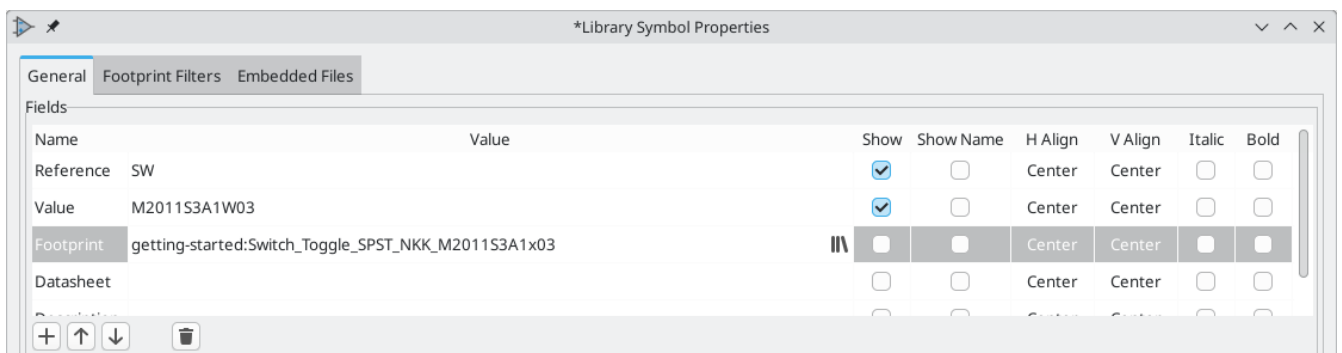 *Library Symbol Properties
General Footprint Filters Embedded Files
Fields
Name Value Show Show Name H Align V Align Italic Bold
Reference SW Center Center
Value M2011S3A1W03 Center Center
Footprint getting-started:Switch_Toggle_SPST_NKK_M2011S3A1x03 Center Center
Datasheet Center Center